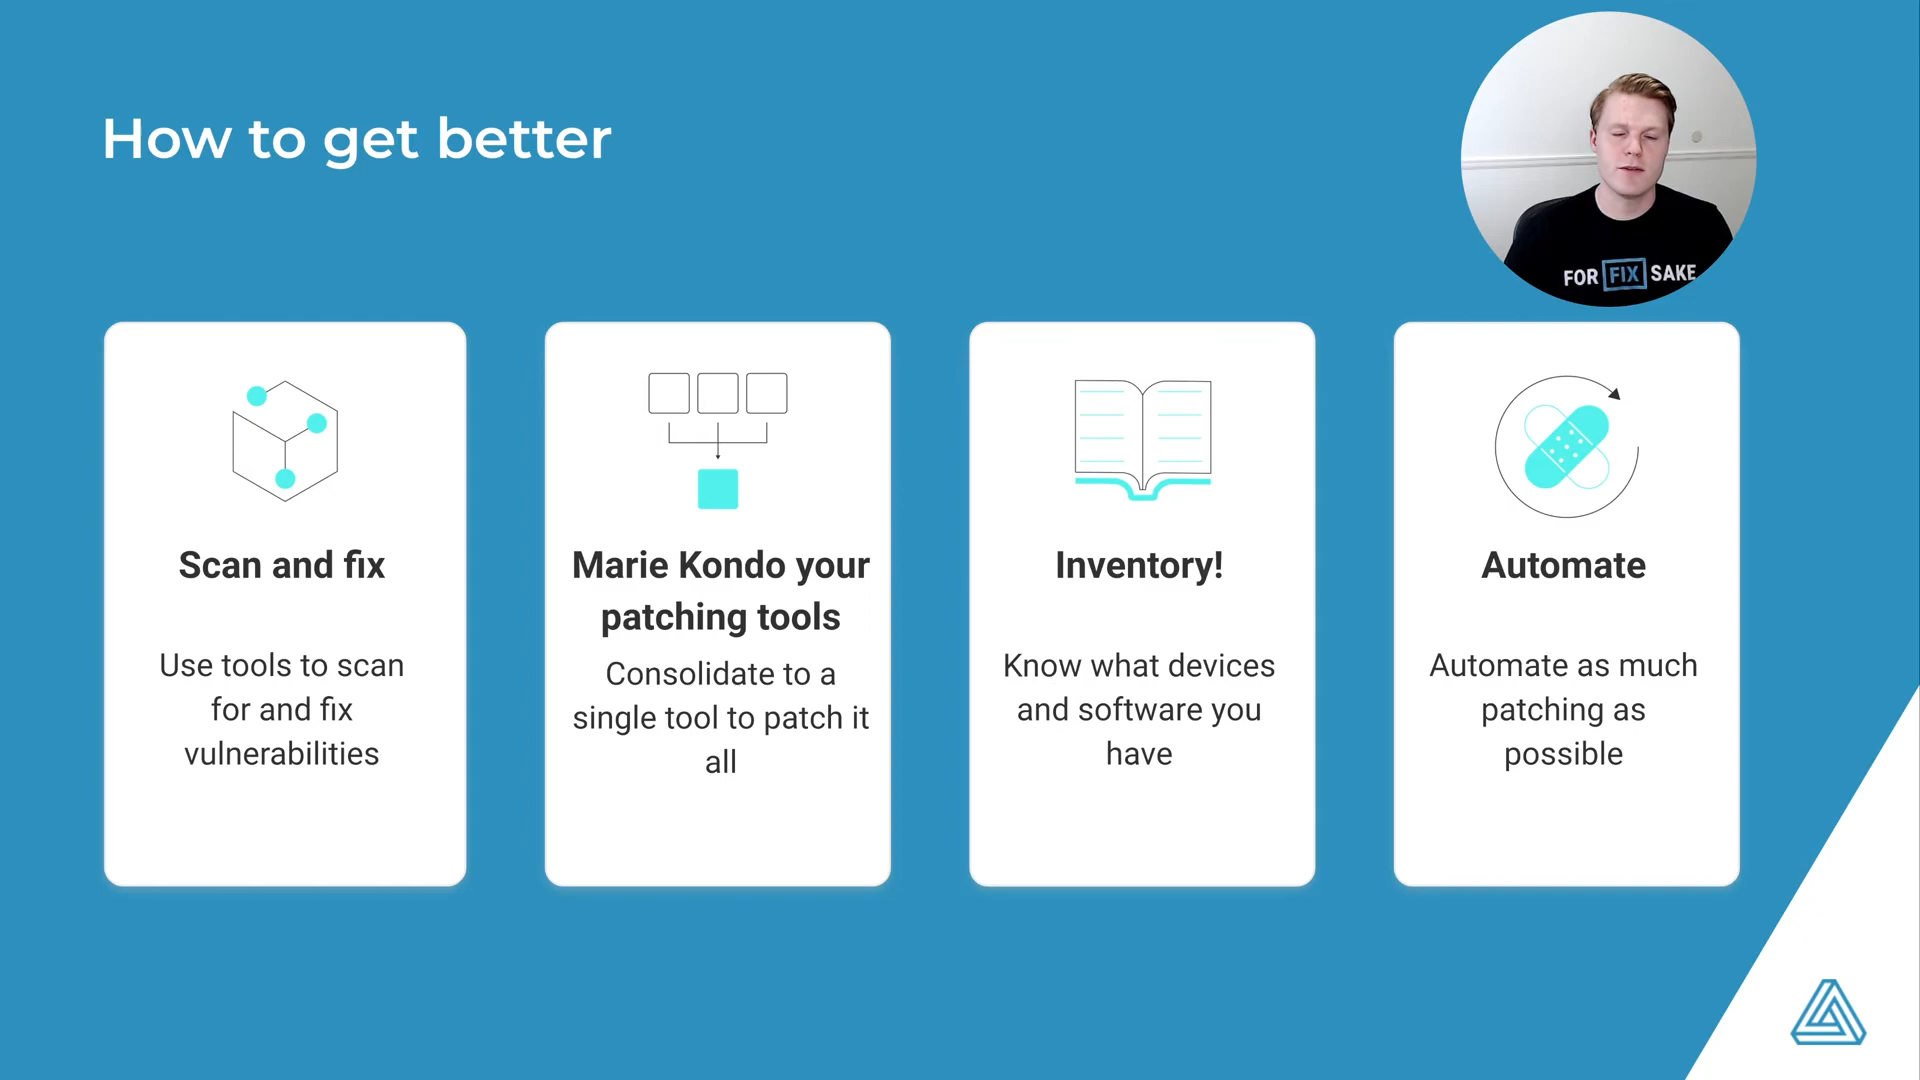 How to get better
FOR FIX SAKE
Scan and fix
Use tools to scan
for and fix
vulnerabilities
Marie Kondo your
patching tools
Consolidate to a
single tool to patch it
all
Inventory!
Know what devices
and software you
have
Automate
Automate as much
patching as
possible